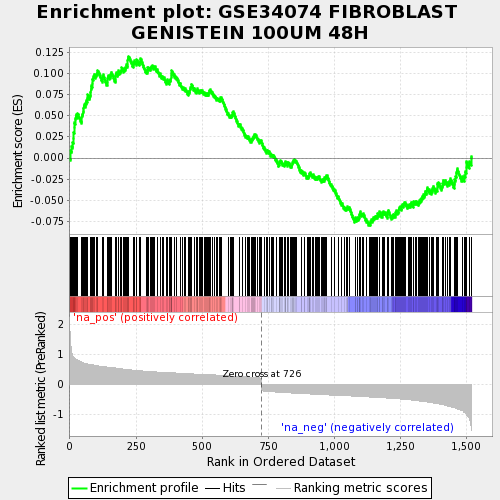 Enrichment plot: GSE34074 FIBROBLAST
GENISTEIN 100UM 48H
Enrichment score (ES)
0.125
0.100
0.075
0.050
0.025
0.000
-0.025
-0.050
-0.075
'na_pos' (positively correlated)
Ranked list metric (PreRanked)
2
1
0
-1
Zero cross at 726
'na_neg' (negatively correlated)
0
250
500
750
1,000
1,250
1,500
Rank in Ordered Dataset
Enrichment profile
Hits
Ranking metric scores